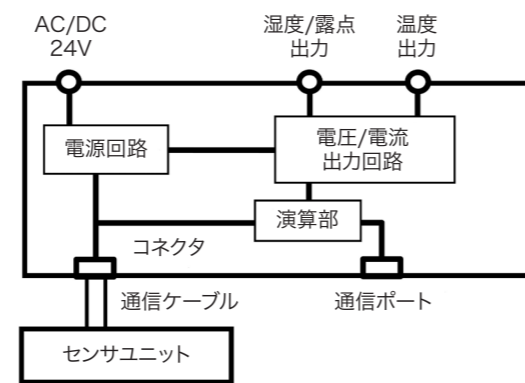 AC/DC
24V
湿度/露点
出力
温度
出力
電源回路
電圧/電流
出力回路
演算部
コネクタ
通信ケーブル
通信ポート
センサユニット